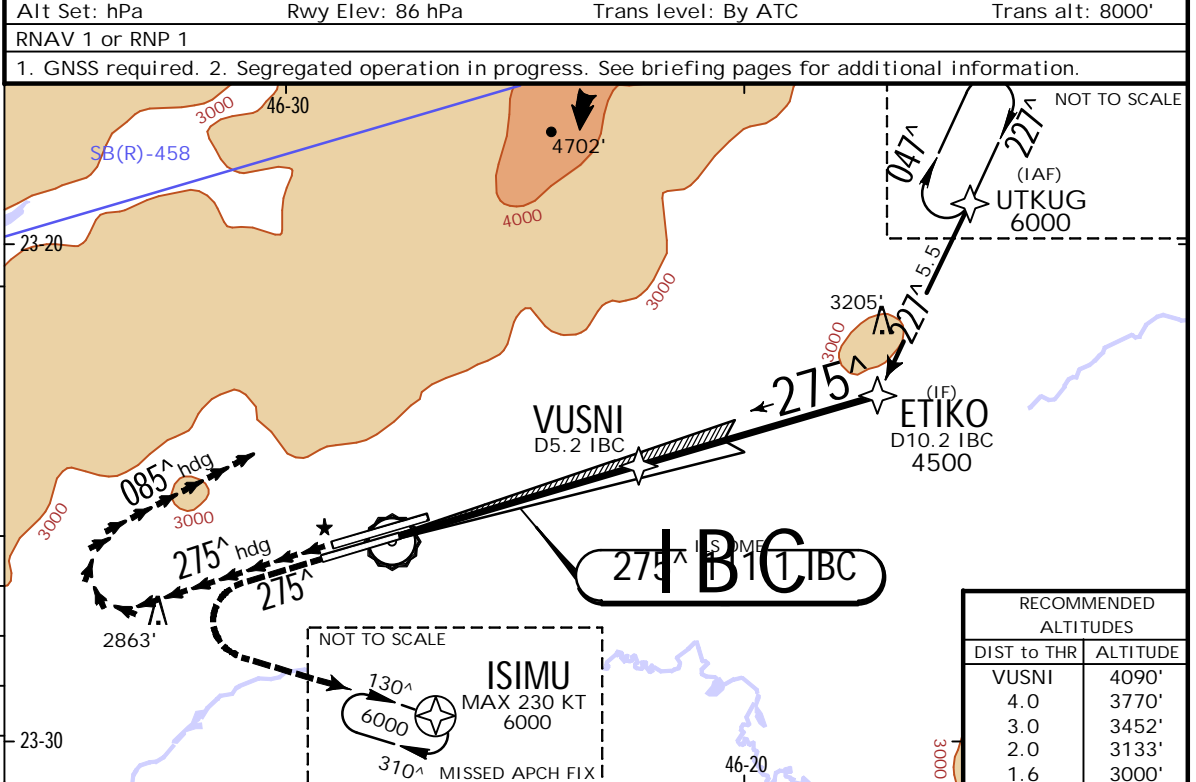 Alt Set: hPa Rwy Elev: 86 hPa Trans level: By ATC Trans alt: 8000'
RNAV 1 or RNP 1
1. GNSS required. 2. Segregated operation in progress. See briefing pages for additional information.
3000
46-30
SB(R)-458
4702'
4000
3000
23-20
NOT TO SCALE
047^
227^
(IAF)
UTKUG
6000
5.5
227^
3205'
3000
275^
(IF)
ETIKO
D10.2 IBC
4500
VUSNI
D5.2 IBC
085^ hdg
3000
3000
275^ hdg
275^
2863'
ILS DME
IBC
275^ 111.1 IBC
NOT TO SCALE
ISIMU
MAX 230 KT
6000
130^
6000
310^
MISSED APCH FIX
23-30
46-20
3000
RECOMMENDED
ALTITUDES
DIST to THR ALTITUDE
VUSNI 4090'
4.0 3770'
3.0 3452'
2.0 3133'
1.6 3000'